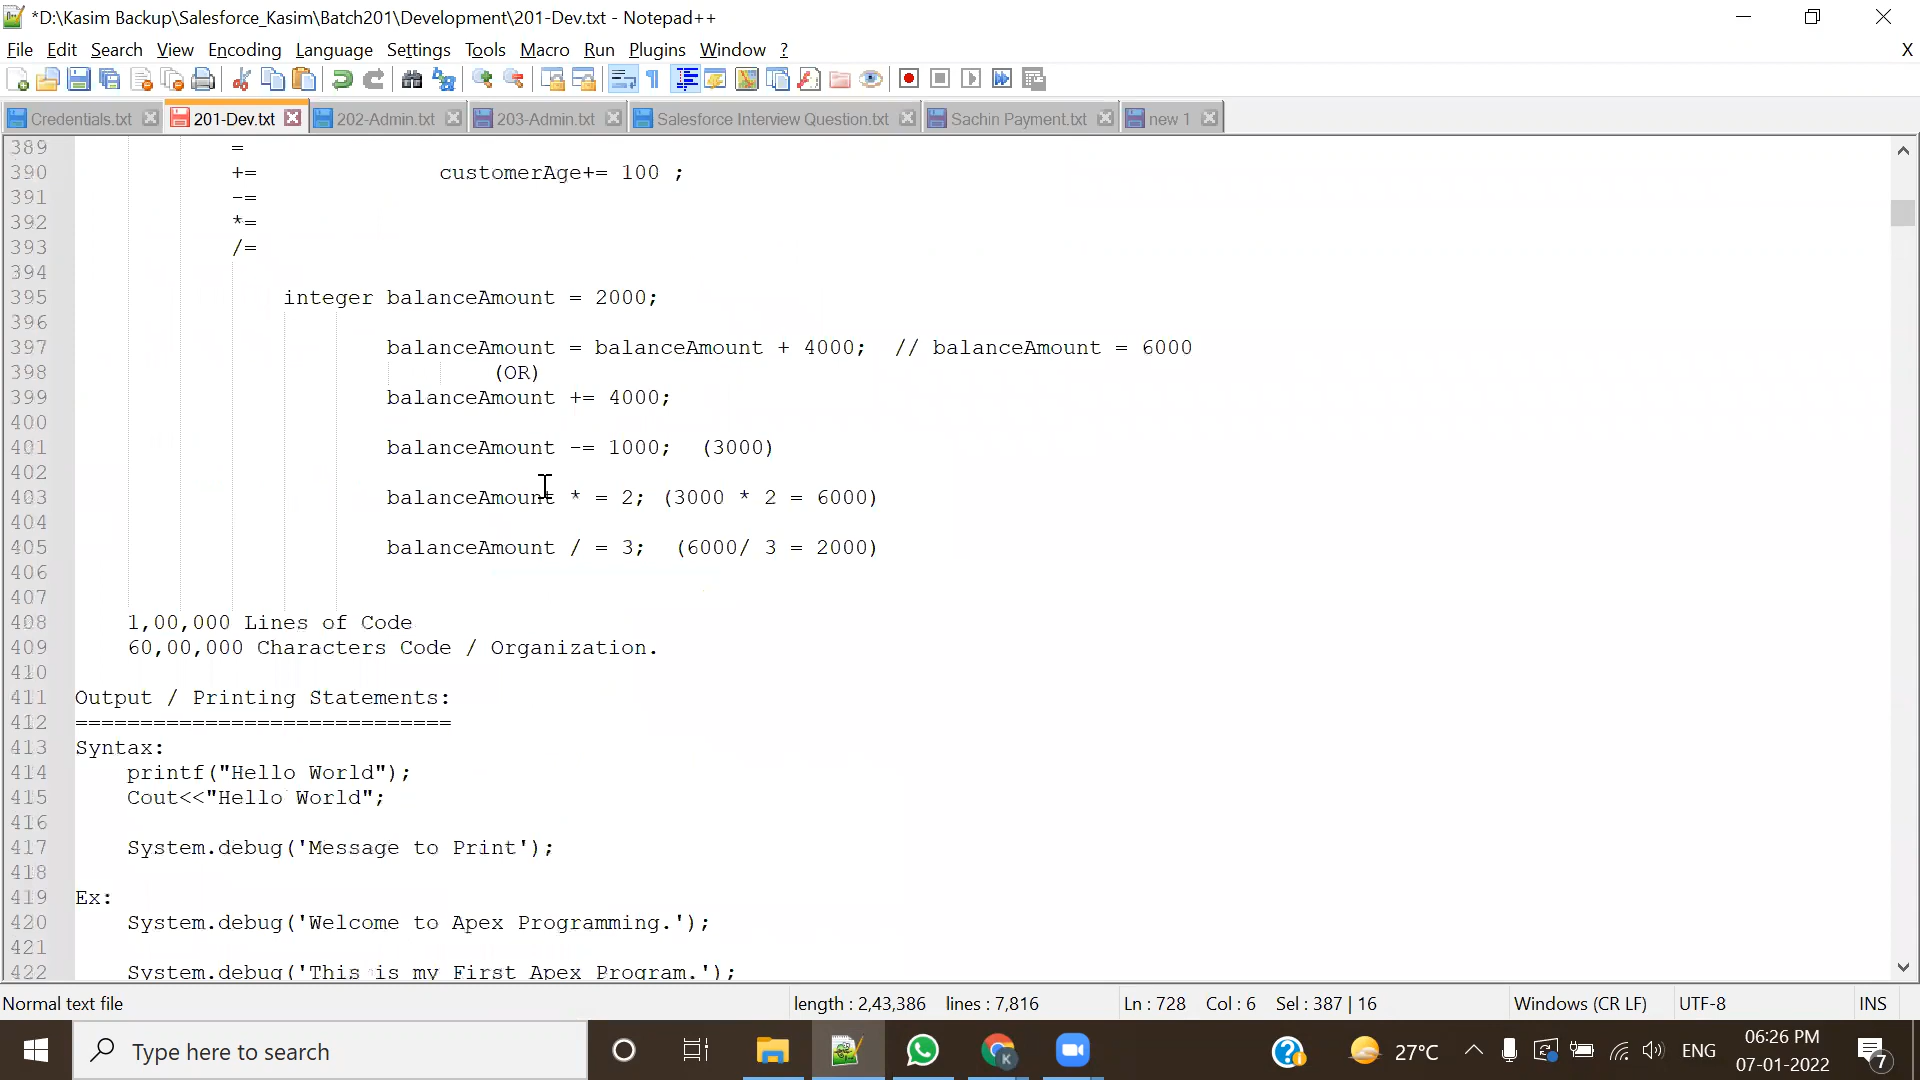 *D:\Kasim Backup\Salesforce_Kasim\Batch201\Development\201-Dev.txt - Notepad++
File Edit Search View Encoding Language Settings Tools Macro Run Plugins Window ? X
Credentials.txt 201-Dev.txt 202-Admin.txt 203-Admin.txt Salesforce Interview Question.txt Sachin Payment.txt new 1
389 =
390 += customerAge+= 100 ;
391 -=
392 *=
393 /=
394
395 integer balanceAmount = 2000;
396
397 balanceAmount = balanceAmount + 4000; // balanceAmount = 6000
398 (OR)
399 balanceAmount += 4000;
400
401 balanceAmount -= 1000; (3000)
402
403 balanceAmount * = 2; (3000 * 2 = 6000)
404
405 balanceAmount / = 3; (6000/ 3 = 2000)
406
407
408 1,00,000 Lines of Code
409 60,00,000 Characters Code / Organization.
410
411 Output / Printing Statements:
412 =============================
413 Syntax:
414 printf("Hello World");
415 Cout<<"Hello World";
416
417 System.debug('Message to Print');
418
419 Ex:
420 System.debug('Welcome to Apex Programming.');
421
422 System.debug('This is my First Apex Program.');
Normal text file length : 2,43,386 lines : 7,816 Ln : 728 Col : 6 Sel : 387 | 16 Windows (CR LF) UTF-8 INS
Type here to search 27°C ENG 06:26 PM
07-01-2022 7